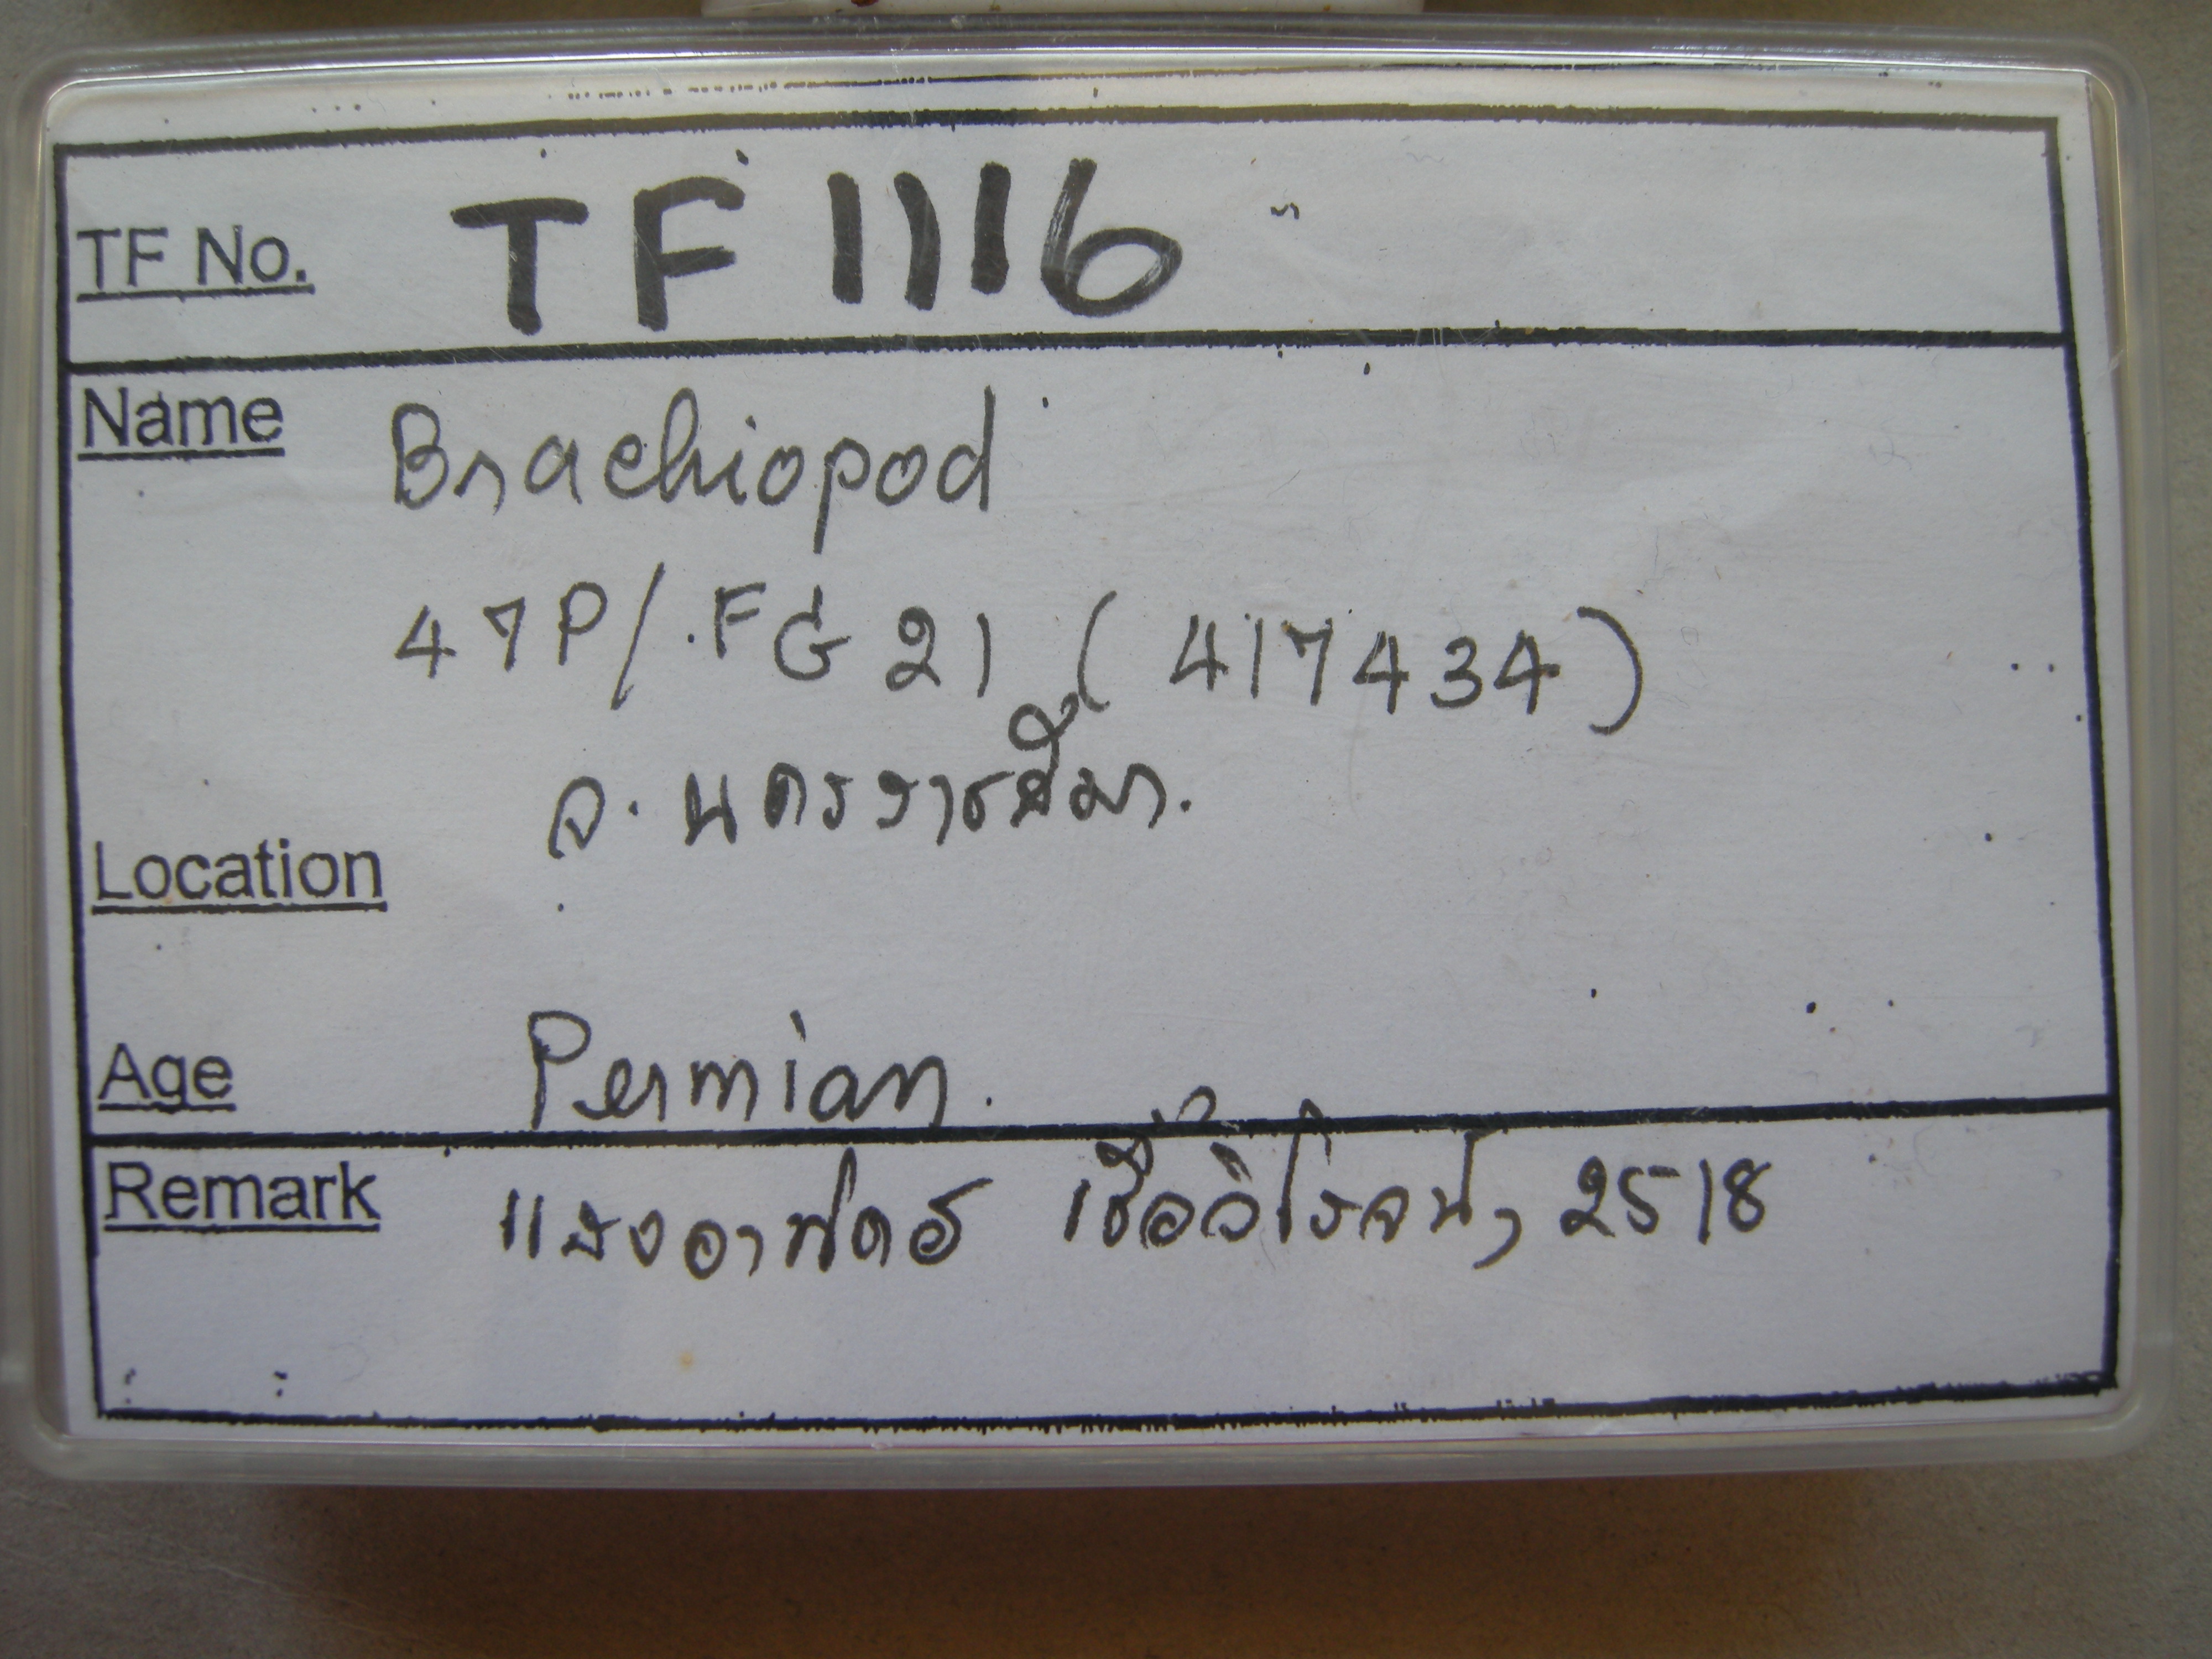 TF No. TF 1116
Name Brachiopod
47P/.FG 21 (417434)
จ. นครราชสีมา.
Location
Age Permian.
Remark แสงอาทิตย์ เชื้อวิโรจน์, 2518